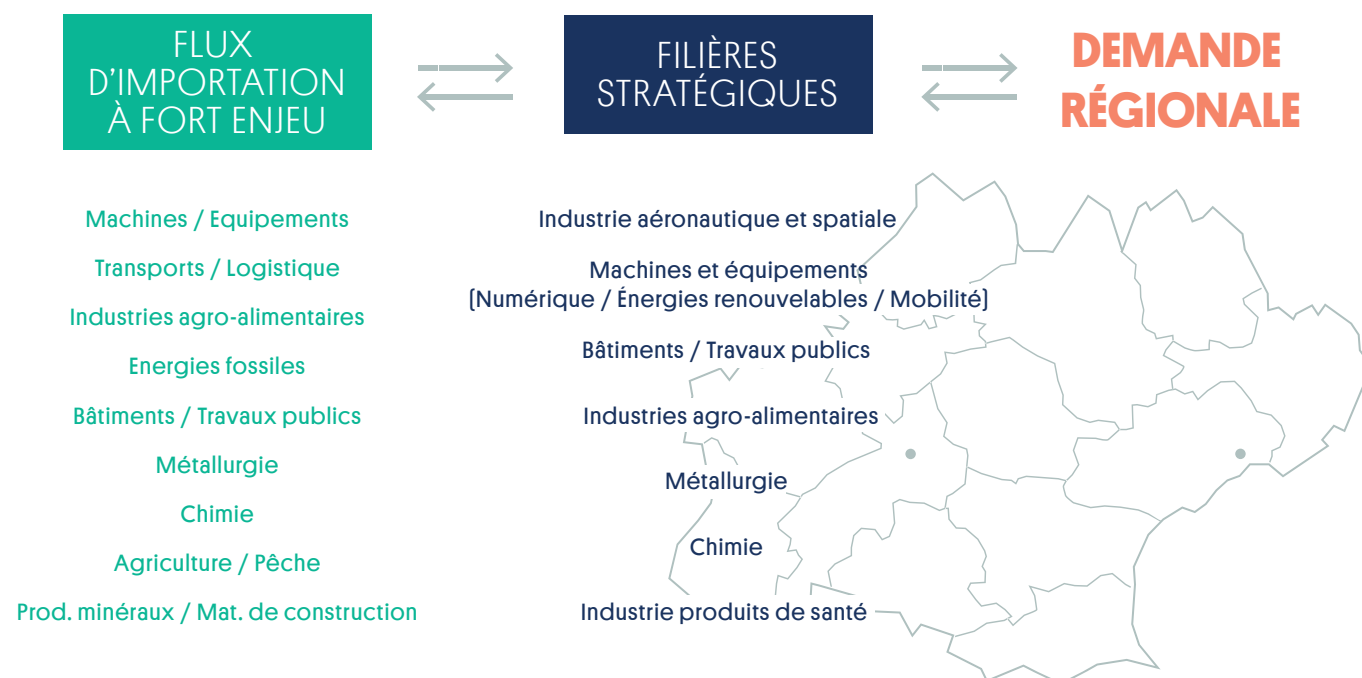 FLUX
D'IMPORTATION
À FORT ENJEU
FILIÈRES
STRATÉGIQUES
DEMANDE
RÉGIONALE
Machines / Equipements
Transports / Logistique
Industries agro-alimentaires
Energies fossiles
Bâtiments / Travaux publics
Métallurgie
Chimie
Agriculture / Pêche
Prod. minéraux / Mat. de construction
Industrie aéronautique et spatiale
Machines et équipements
(Numérique / Énergies renouvelables / Mobilité)
Bâtiments / Travaux publics
Industries agro-alimentaires
Métallurgie
Chimie
Industrie produits de santé